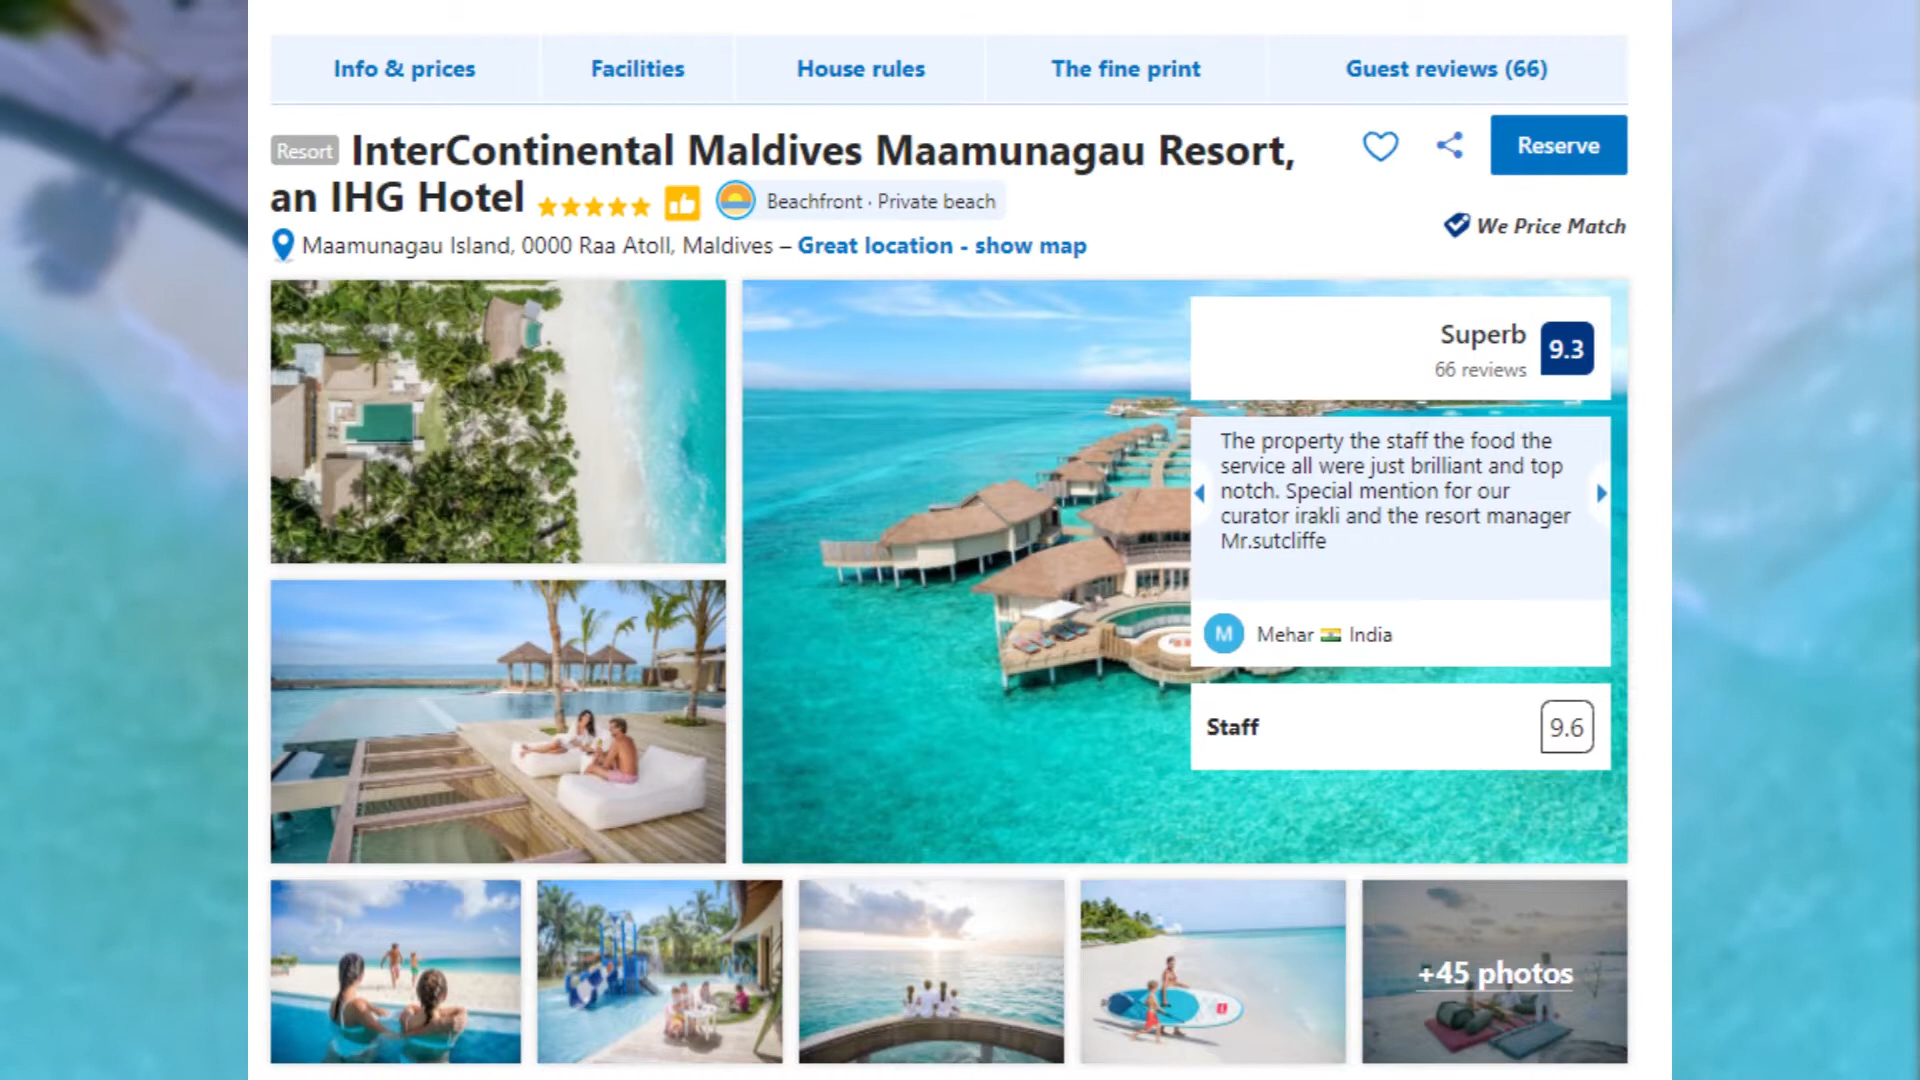 Info & prices
Facilities
House rules
The fine print
Guest reviews (66)
Resort InterContinental Maldives Maamunagau Resort,
an IHG Hotel
Beachfront · Private beach
Reserve
We Price Match
Maamunagau Island, 0000 Raa Atoll, Maldives – Great location - show map
Superb
9.3
66 reviews
The property the staff the food the
service all were just brilliant and top
notch. Special mention for our
curator irakli and the resort manager
Mr.sutcliffe
M Mehar India
Staff
9.6
+45 photos